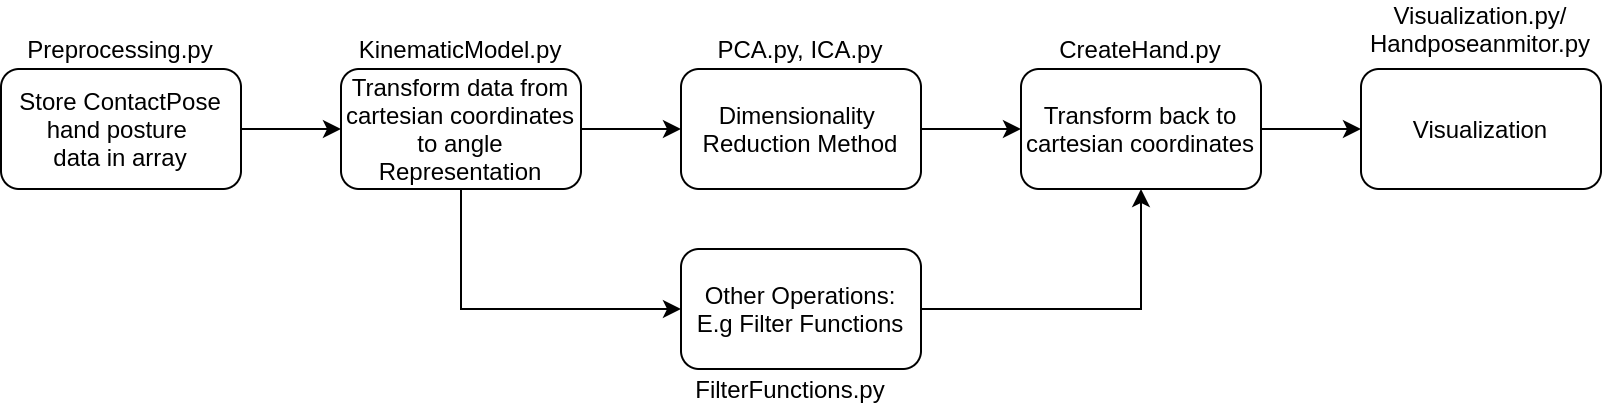 Preprocessing.py
Store ContactPose
hand posture
data in array
KinematicModel.py
Transform data from
cartesian coordinates
to angle
Representation
PCA.py, ICA.py
Dimensionality
Reduction Method
CreateHand.py
Transform back to
cartesian coordinates
Visualization.py/
Handposeanmitor.py
Visualization
Other Operations:
E.g Filter Functions
FilterFunctions.py